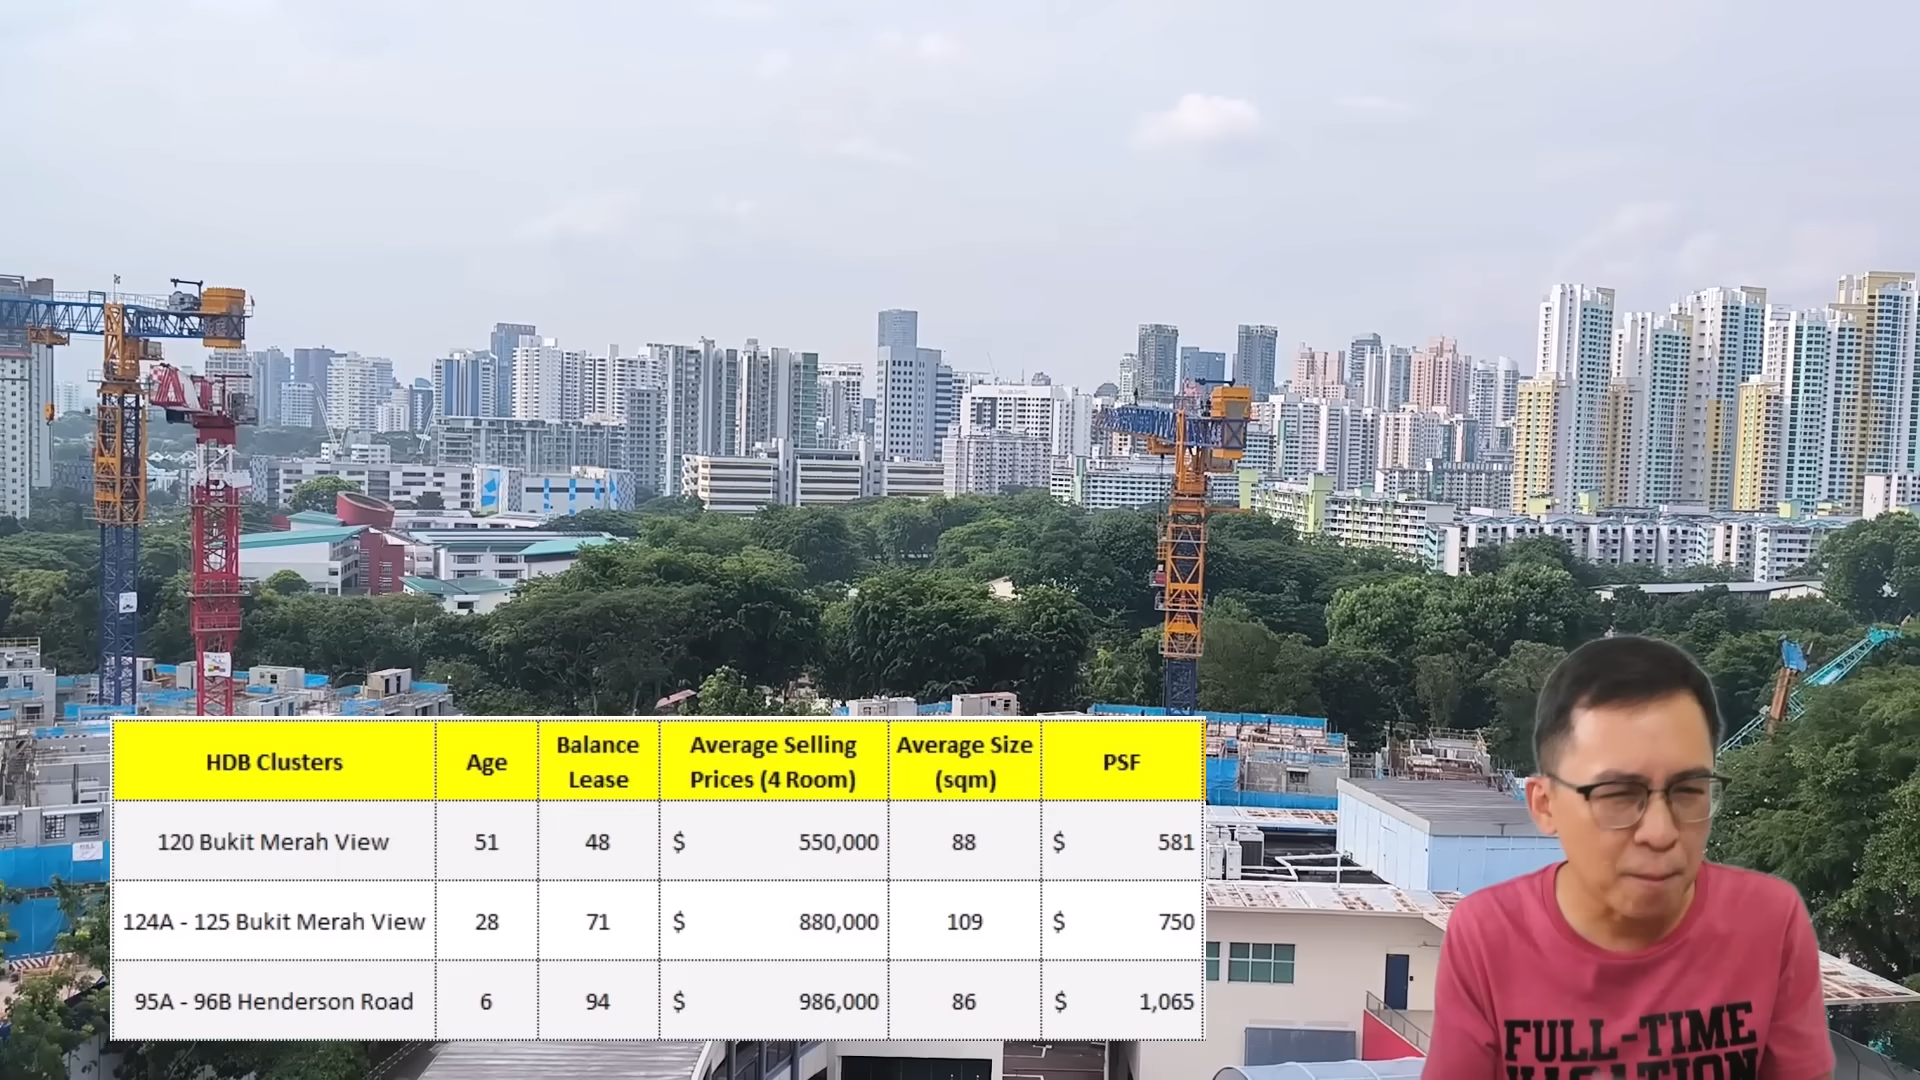 HDB Clusters Age Balance Lease Average Selling Prices (4 Room) Average Size (sqm) PSF
120 Bukit Merah View 51 48 $ 550,000 88 $ 581
124A - 125 Bukit Merah View 28 71 $ 880,000 109 $ 750
95A - 96B Henderson Road 6 94 $ 986,000 86 $ 1,065
FULL-TIME
VACATION